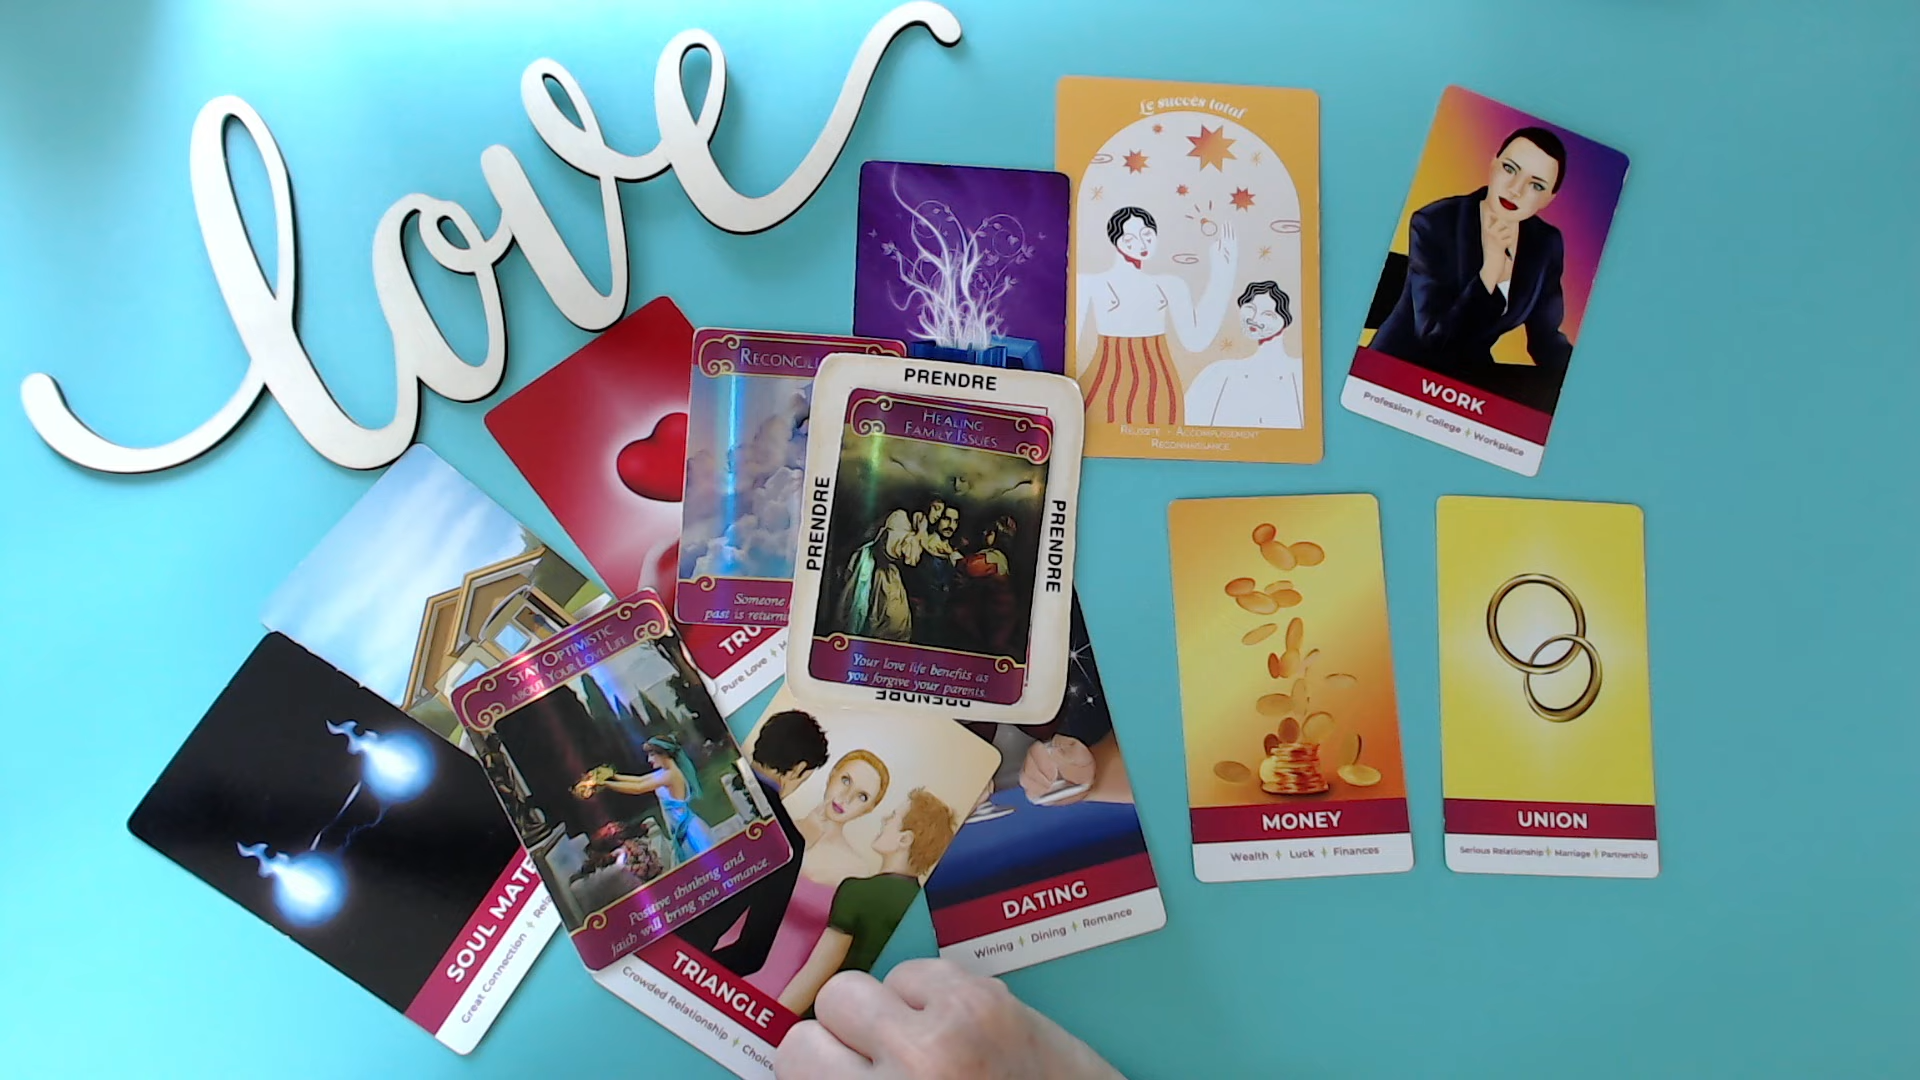 love
Le succès total
RÉUSSITE • ACCOMPLISSEMENT
RECONNAISSANCE
WORK
Profession College Workplace
RECONCILI
Someone
past is returni
PRENDRE
PRENDRE
PRENDRE
PRENDRE
HEALING
FAMILY ISSUES
Your love life benefits as
you forgive your parents.
TRU
Pure Love
STAY OPTIMISTIC
ABOUT YOUR LOVE LIFE
Positive thinking and
faith will bring you romance.
SOUL MATE
Great Connection Rela
TRIANGLE
Crowded Relationship Choice
DATING
Wining Dining Romance
MONEY
Wealth Luck Finances
UNION
Serious Relationship Marriage Partnership